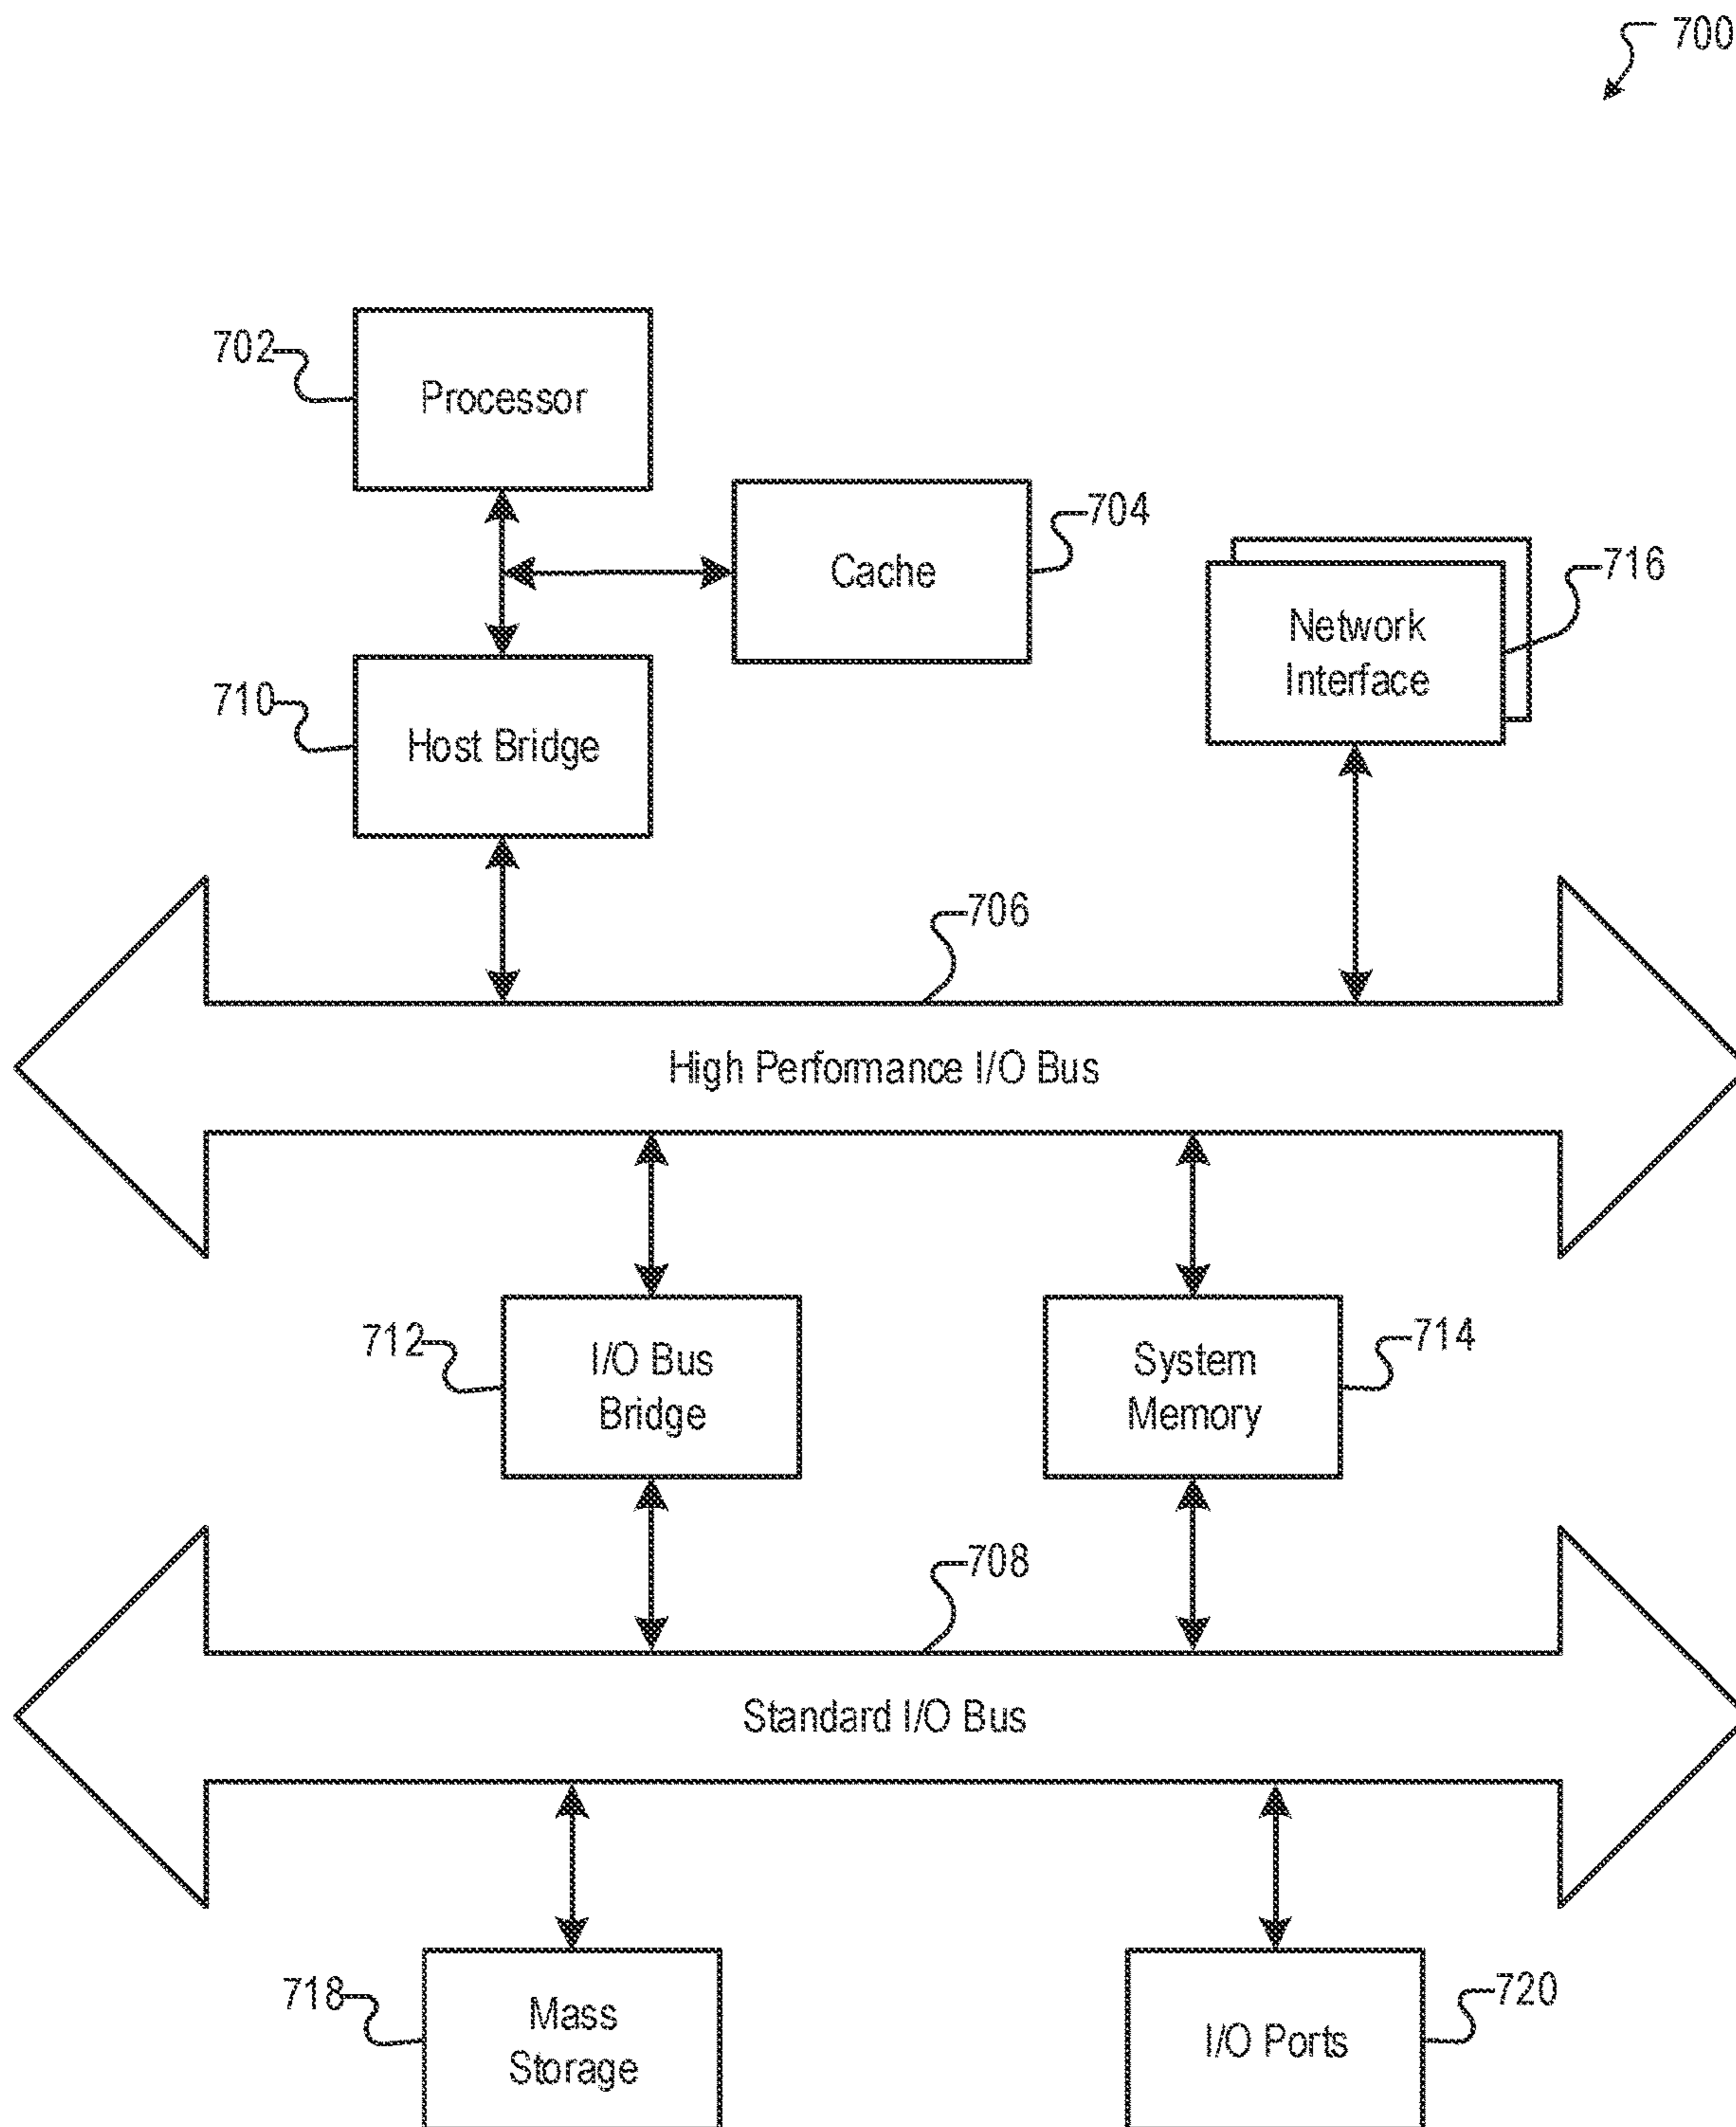 700
702
Processor
704
Cache
716
Network
Interface
710
Host Bridge
706
High Performance I/O Bus
712
I/O Bus
Bridge
System
Memory
714
708
Standard I/O Bus
718
Mass
Storage
I/O Ports
720